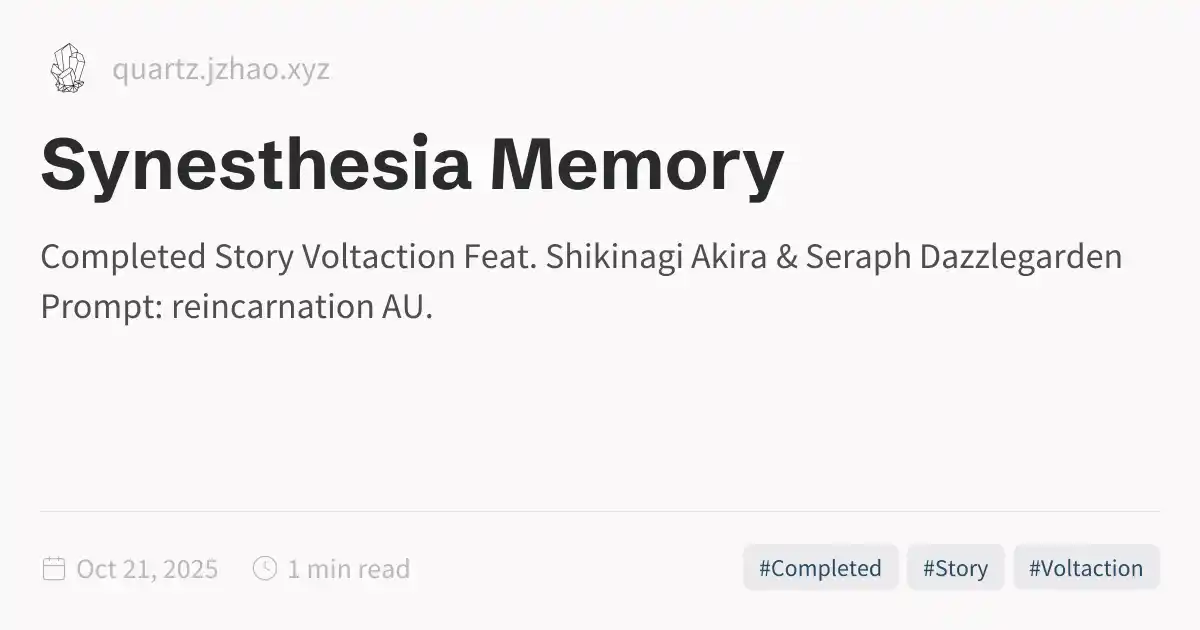 quartz.jzhao.xyz
Synesthesia Memory
Completed Story Voltaction Feat. Shikinagi Akira & Seraph Dazzlegarden
Prompt: reincarnation AU.
Oct 21, 2025 1 min read #Completed #Story #Voltaction